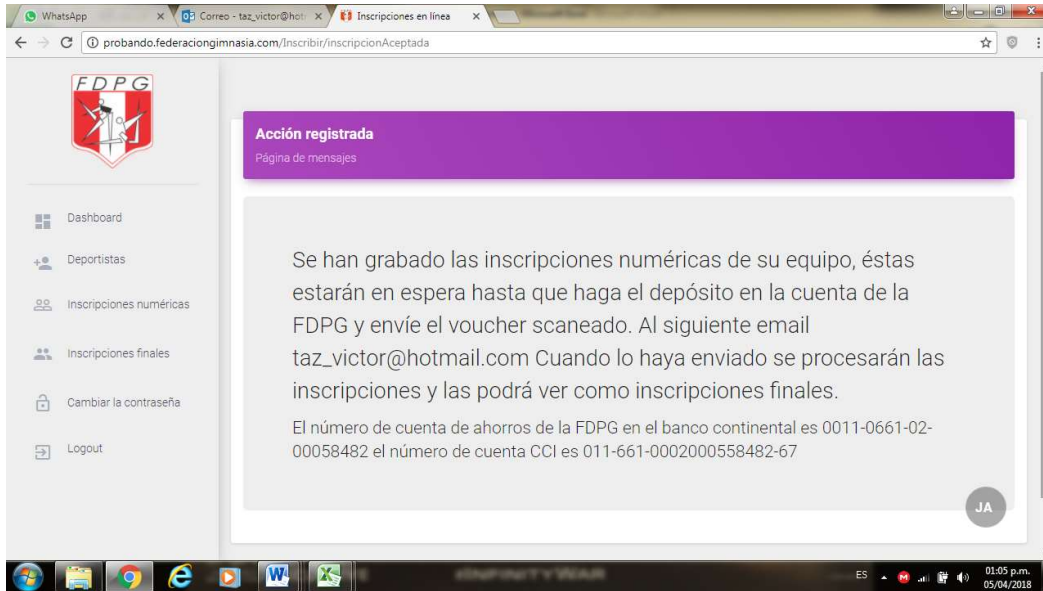 WhatsApp
Correo - taz_victor@hot
Inscripciones en línea
probando.federaciongimnasia.com/Inscribir/inscripcionAceptada
FDPG
Acción registrada
Página de mensajes
Dashboard
Deportistas
Inscripciones numéricas
Inscripciones finales
Cambiar la contraseña
Logout
Se han grabado las inscripciones numéricas de su equipo, éstas
estarán en espera hasta que haga el depósito en la cuenta de la
FDPG y envíe el voucher scaneado. Al siguiente email
taz_victor@hotmail.com Cuando lo haya enviado se procesarán las
inscripciones y las podrá ver como inscripciones finales.
El número de cuenta de ahorros de la FDPG en el banco continental es 0011-0661-02-
00058482 el número de cuenta CCI es 011-661-0002000558482-67
JA
ES
01:05 p.m.
05/04/2018